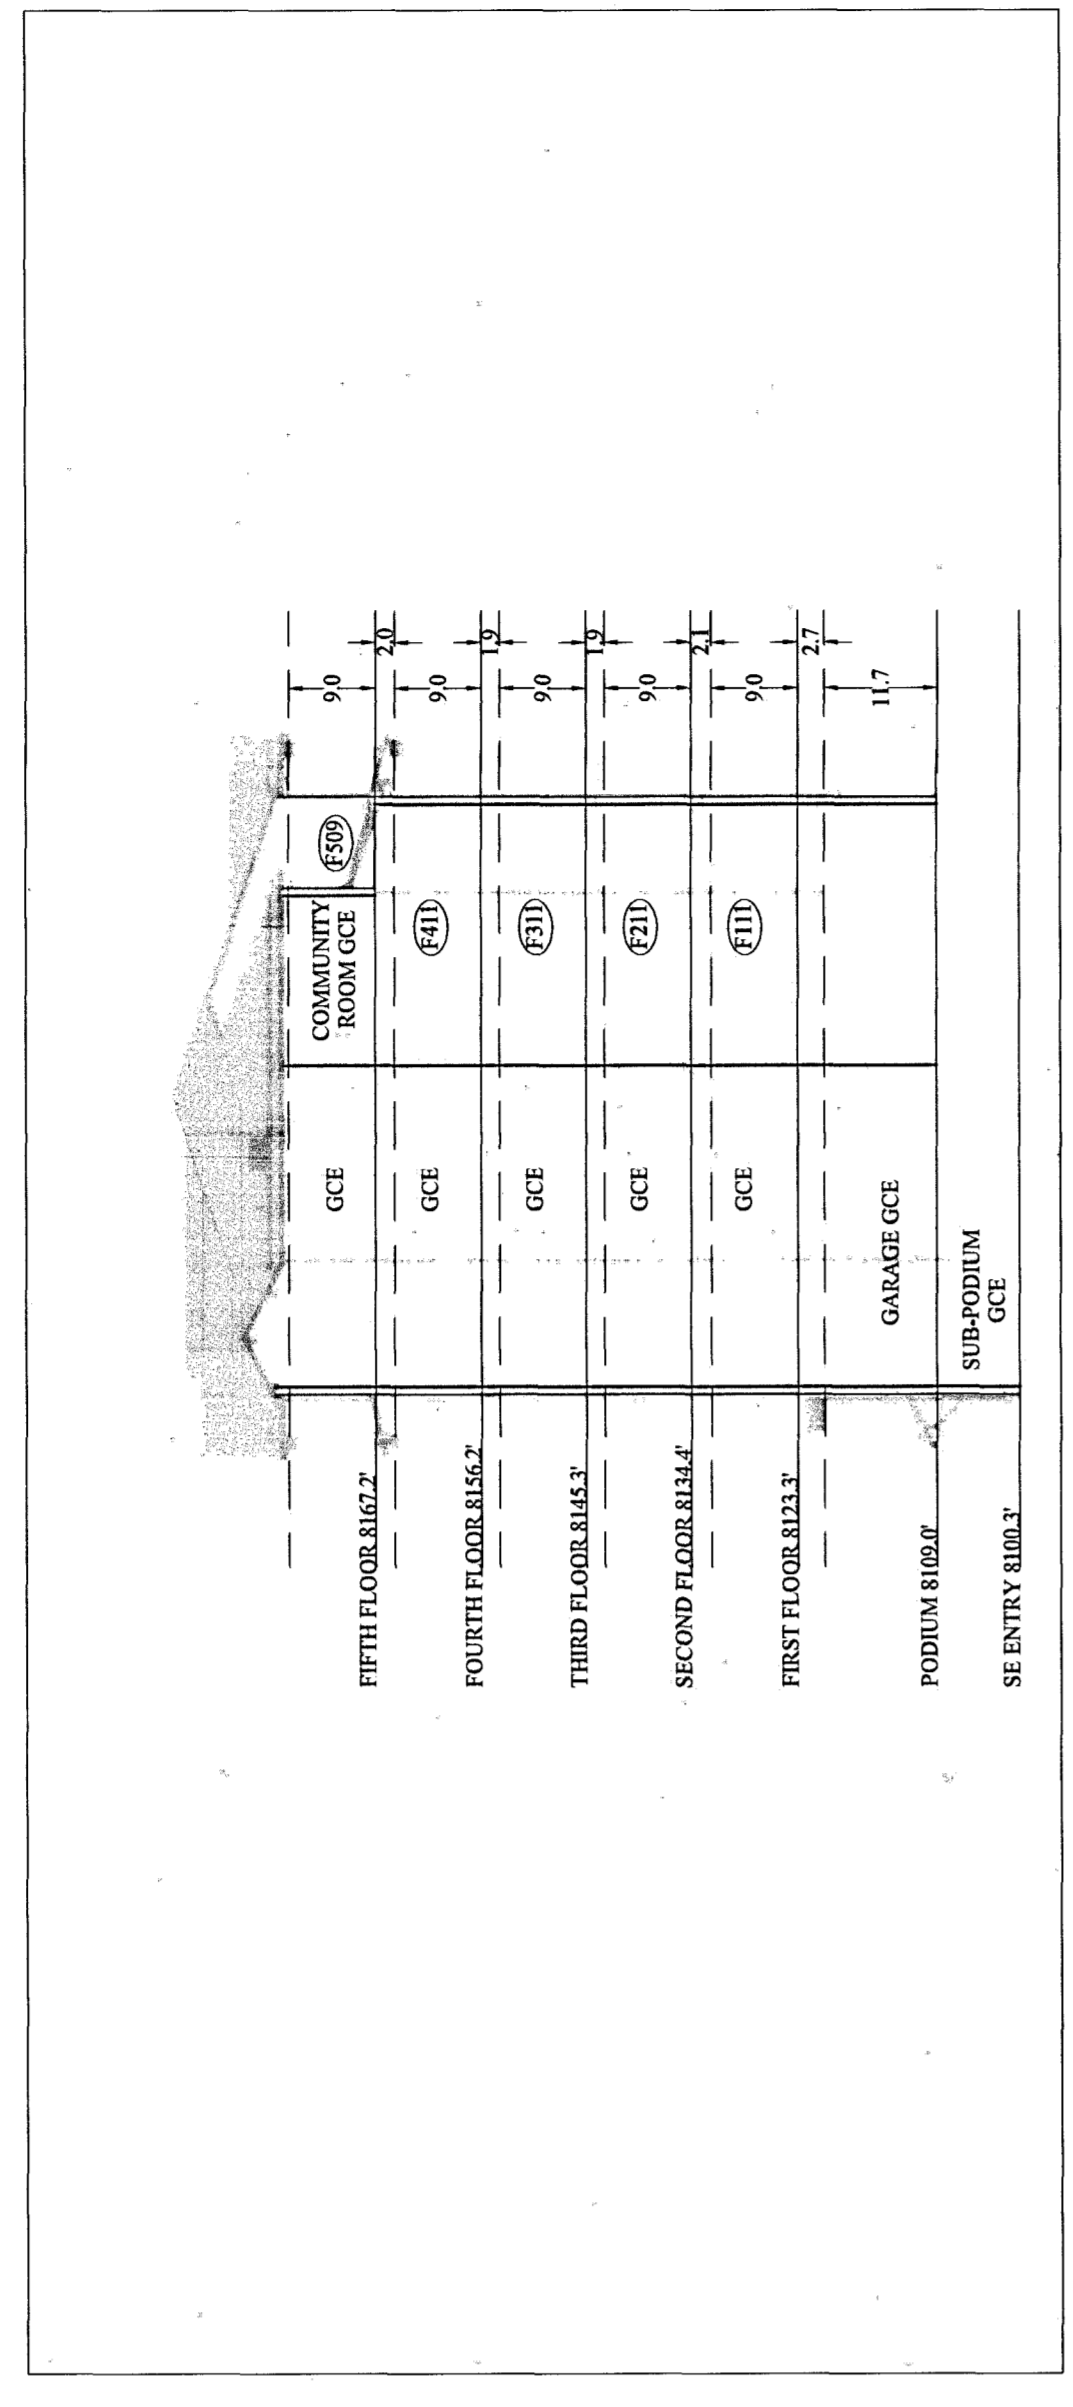 FIFTH FLOOR 8167.2'
FOURTH FLOOR 8156.2'
THIRD FLOOR 8145.3'
SECOND FLOOR 8134.4'
FIRST FLOOR 8123.3'
PODIUM 8109.0'
SE ENTRY 8100.3'
GCE
GCE
GCE
GCE
GCE
GARAGE GCE
SUB-PODIUM
GCE
COMMUNITY
ROOM GCE
F509
F411
F311
F211
F111
9.0
9.0
9.0
9.0
9.0
11.7
2.0
1.9
1.9
2.1
2.7